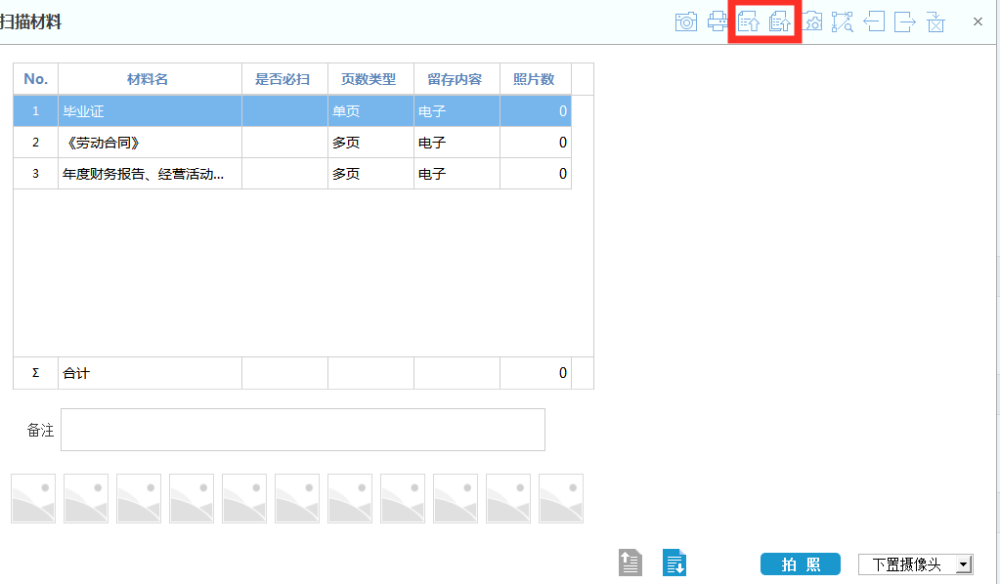 扫描材料
No. 材料名 是否必扫 页数类型 留存内容 照片数
1 毕业证 单页 电子 0
2 《劳动合同》 多页 电子 0
3 年度财务报告、经营活动... 多页 电子 0
Σ 合计 0
备注
拍 照 下置摄像头